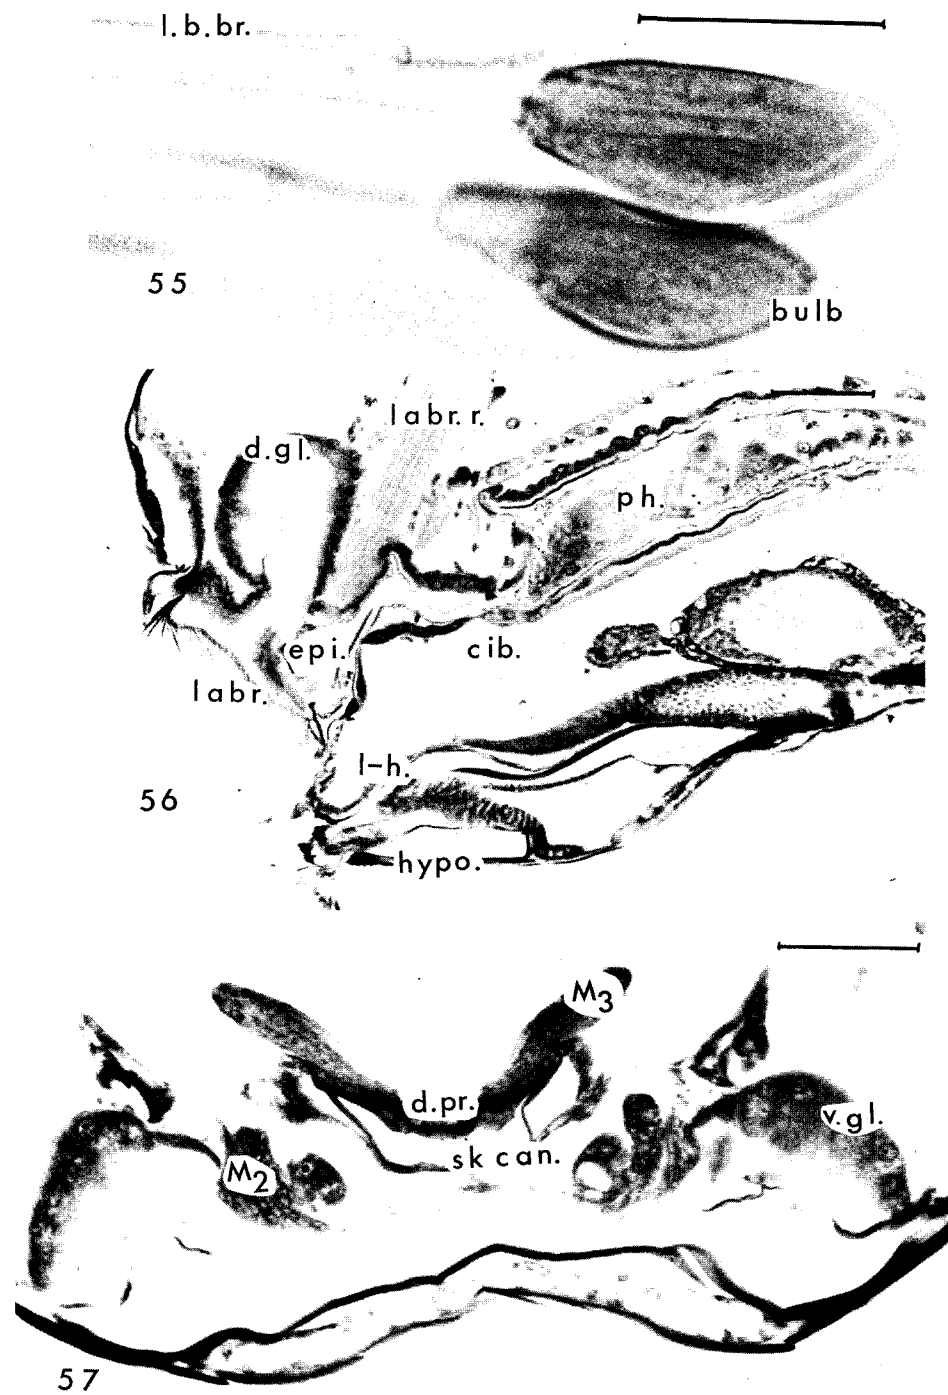 l.b.br.
55
bulb
labr. r.
d.gl.
ph.
epi.
cib.
labr.
l-h.
56
hypo.
M3
d.pr.
v.gl.
sk can.
M2
57